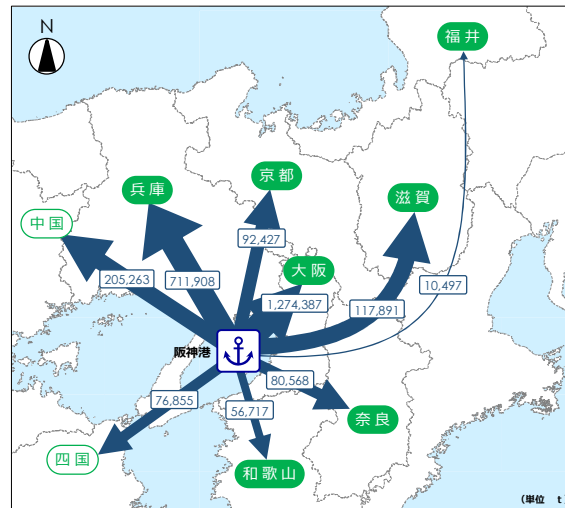 N
福井
京都
兵庫
滋賀
中国
92,427
大阪
205,263
711,908
1,274,387
10,497
117,891
阪神港
80,568
76,855
56,717
奈良
四国
和歌山
（単位　t）